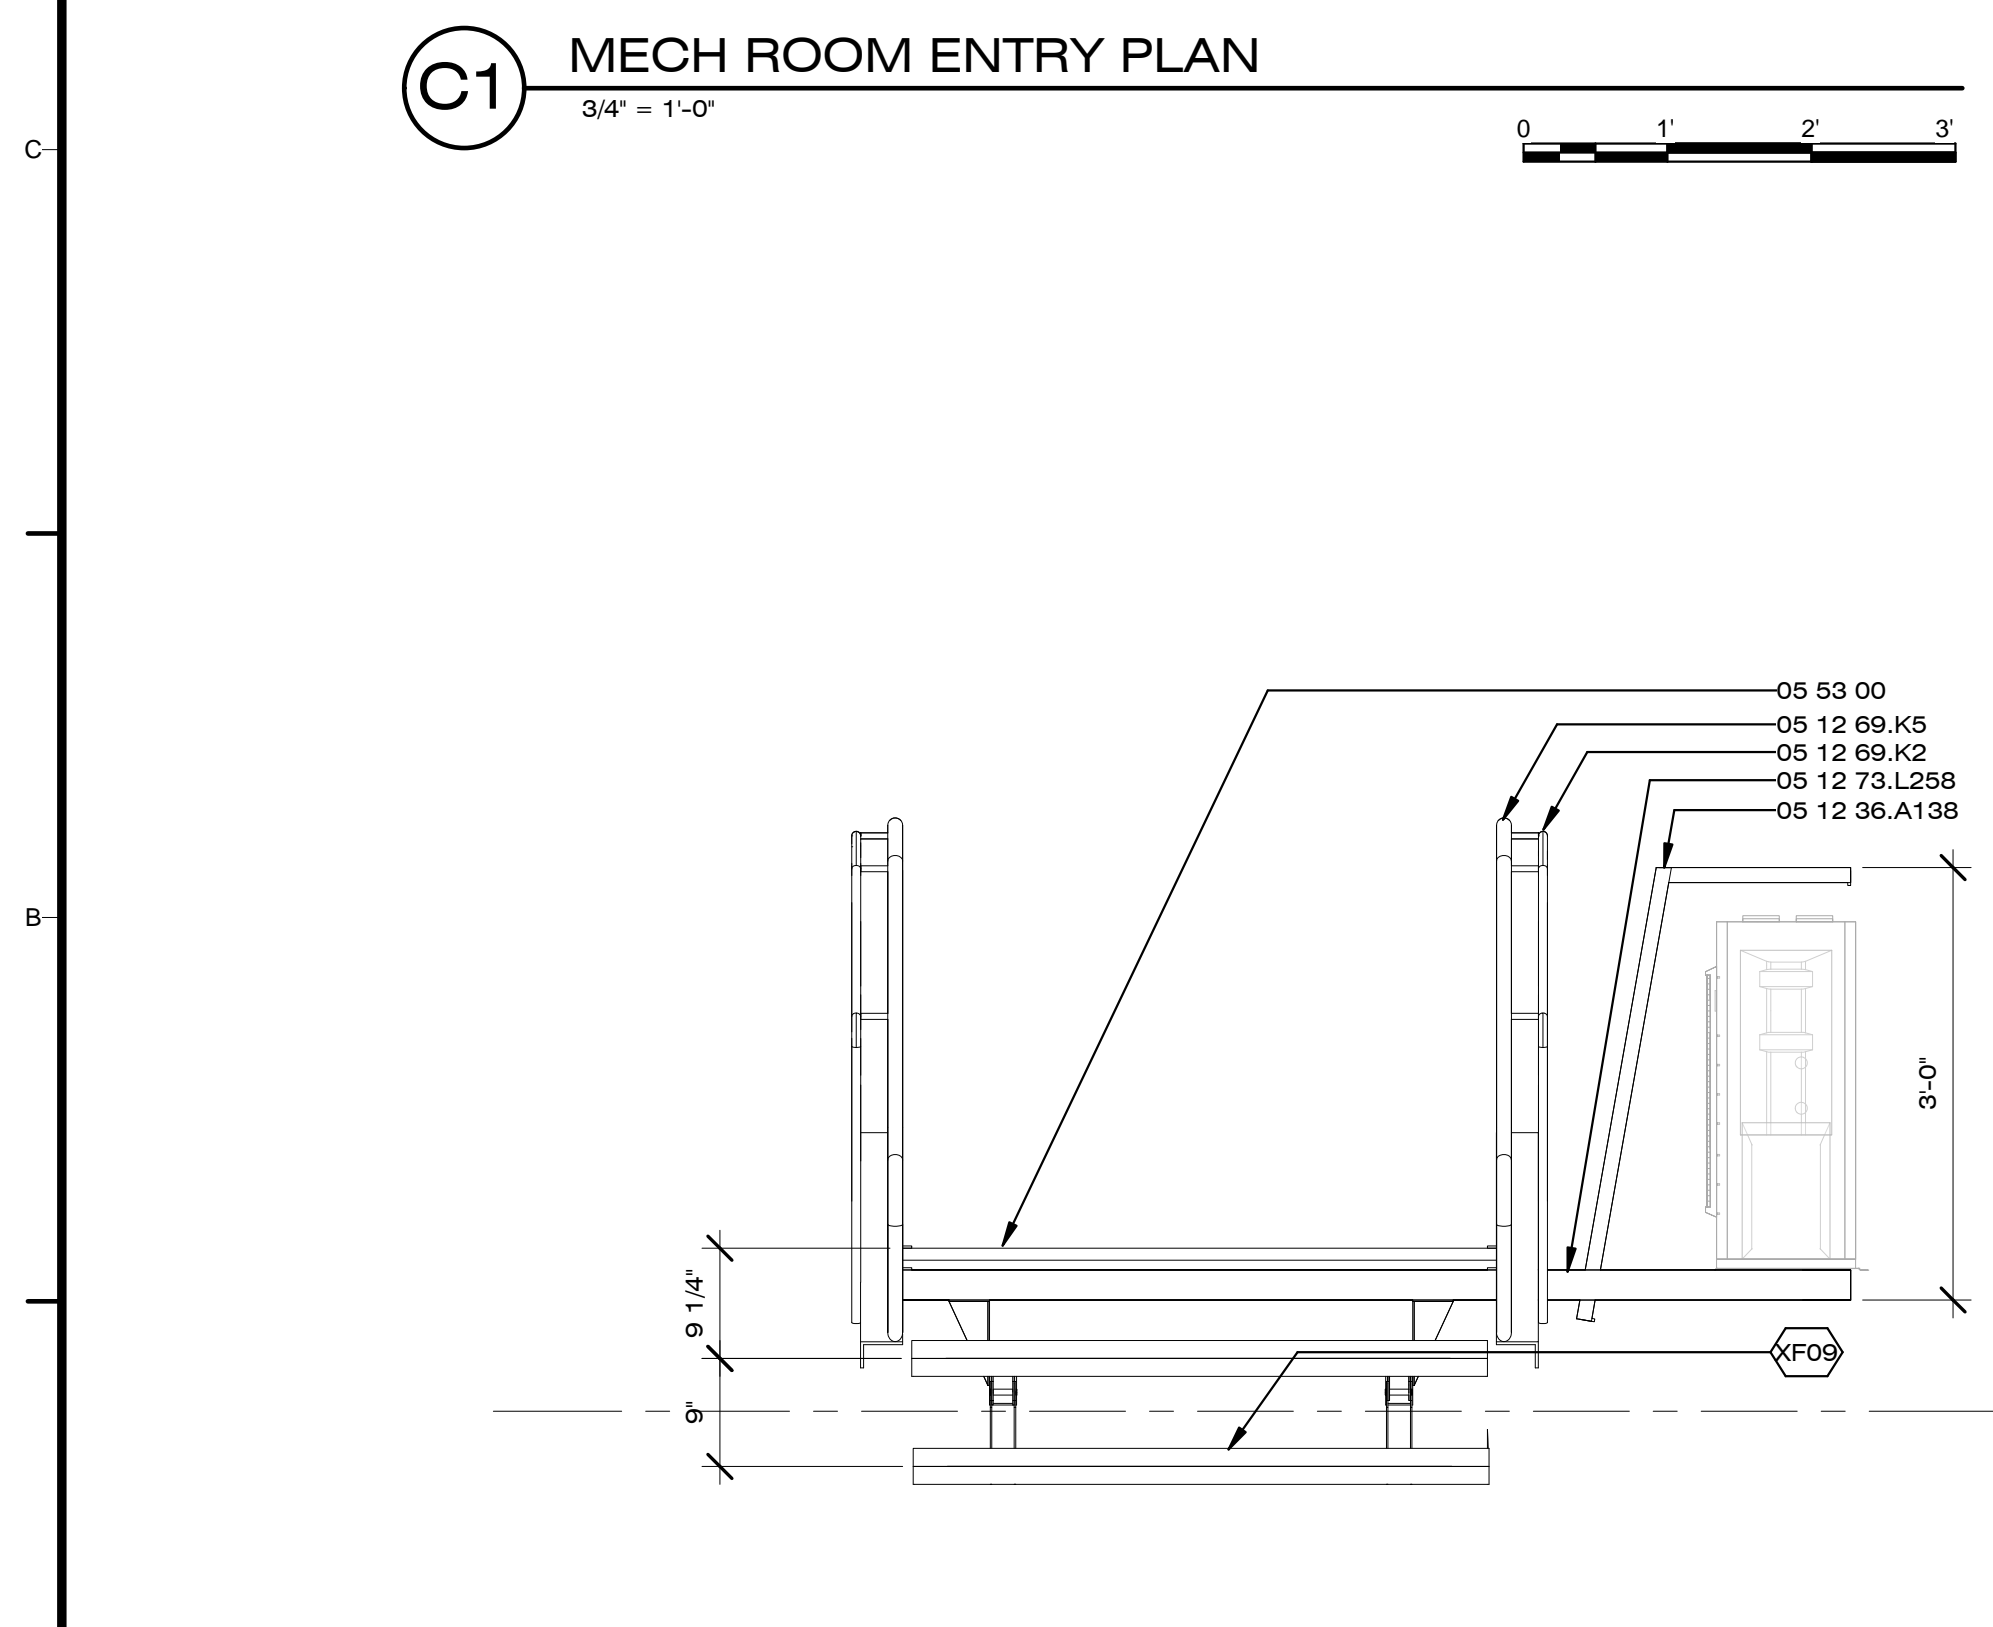 C1
MECH ROOM ENTRY PLAN
3/4" = 1'-0"
0 1' 2' 3'
C
05 53 00
05 12 69.K5
05 12 69.K2
05 12 73.L258
05 12 36.A138
B
3'-0"
9 1/4"
XF09
9"